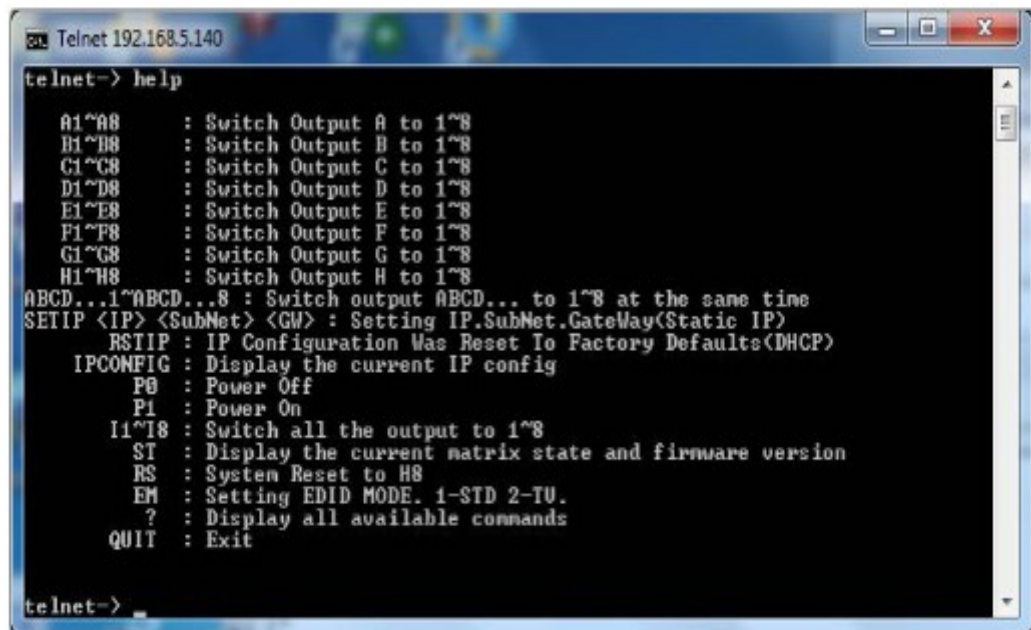 Telnet 192.168.5.140
telnet-> help
A1~A8 : Switch Output A to 1~8
B1~B8 : Switch Output B to 1~8
C1~C8 : Switch Output C to 1~8
D1~D8 : Switch Output D to 1~8
E1~E8 : Switch Output E to 1~8
F1~F8 : Switch Output F to 1~8
G1~G8 : Switch Output G to 1~8
H1~H8 : Switch Output H to 1~8
ABCD...1~ABCD...8 : Switch output ABCD... to 1~8 at the same time
SETIP <IP> <SubNet> <GW> : Setting IP.SubNet.GateWay(Static IP)
RSTIP : IP Configuration Was Reset To Factory Defaults(DHCP)
IPCONFIG : Display the current IP config
P0 : Power Off
P1 : Power On
I1~I8 : Switch all the output to 1~8
ST : Display the current matrix state and firmware version
RS : System Reset to H8
EM : Setting EDID MODE. 1-STD 2-TV.
? : Display all available commands
QUIT : Exit
telnet-> _